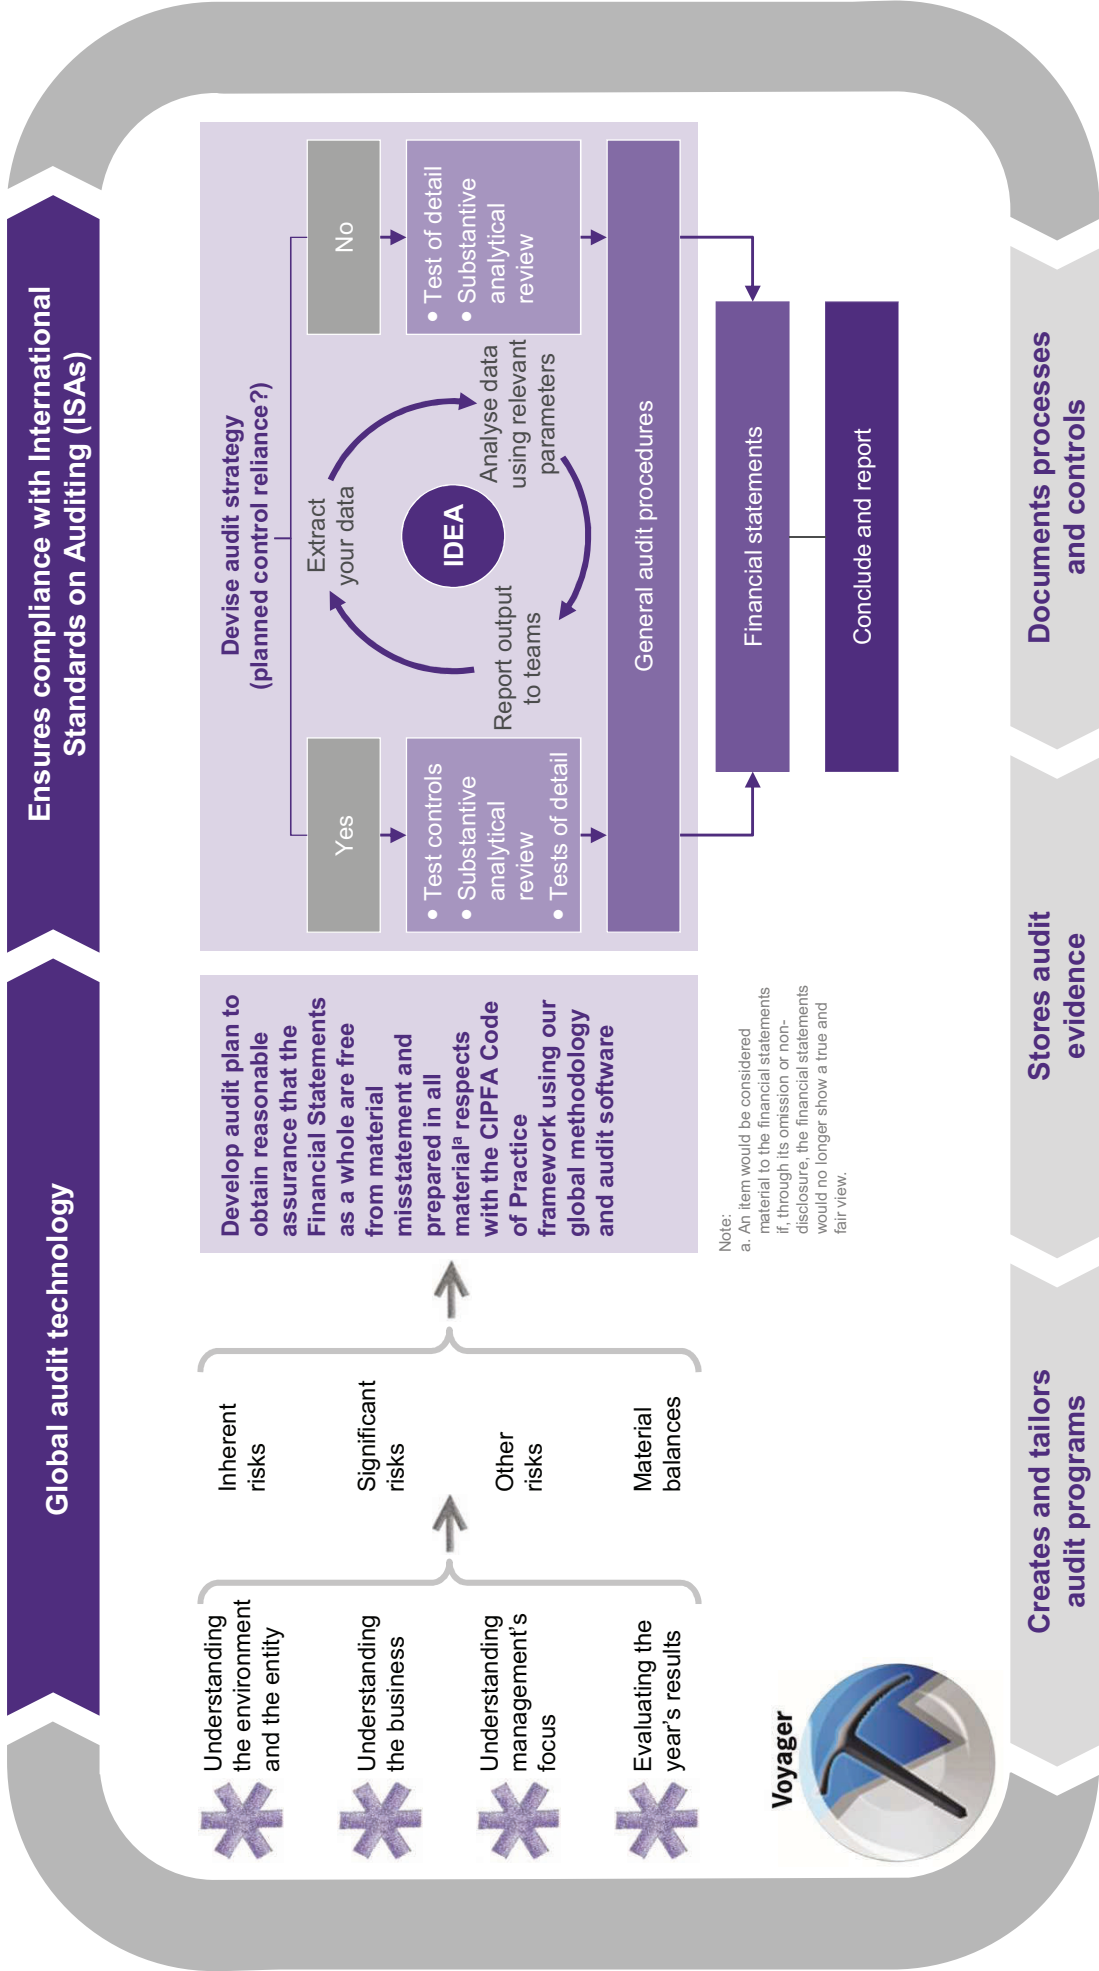 Global audit technology
Ensures compliance with International
Standards on Auditing (ISAs)
Understanding
the environment
and the entity
Understanding
the business
Understanding
management's
focus
Evaluating the
year's results
Inherent
risks
Significant
risks
Other
risks
Material
balances
Develop audit plan to
obtain reasonable
assurance that the
Financial Statements
as a whole are free
from material
misstatement and
prepared in all
materialª respects
with the CIPFA Code
of Practice
framework using our
global methodology
and audit software
Note:
a. An item would be considered
material to the financial statements
if, through its omission or non-
disclosure, the financial statements
would no longer show a true and
fair view.
Devise audit strategy
(planned control reliance?)
Yes
No
• Test controls
• Substantive
analytical
review
• Tests of detail
Extract
your data
IDEA
Report output
to teams
Analyse data
using relevant
parameters
• Test of detail
• Substantive
analytical
review
General audit procedures
Financial statements
Conclude and report
Voyager
Creates and tailors
audit programs
Stores audit
evidence
Documents processes
and controls